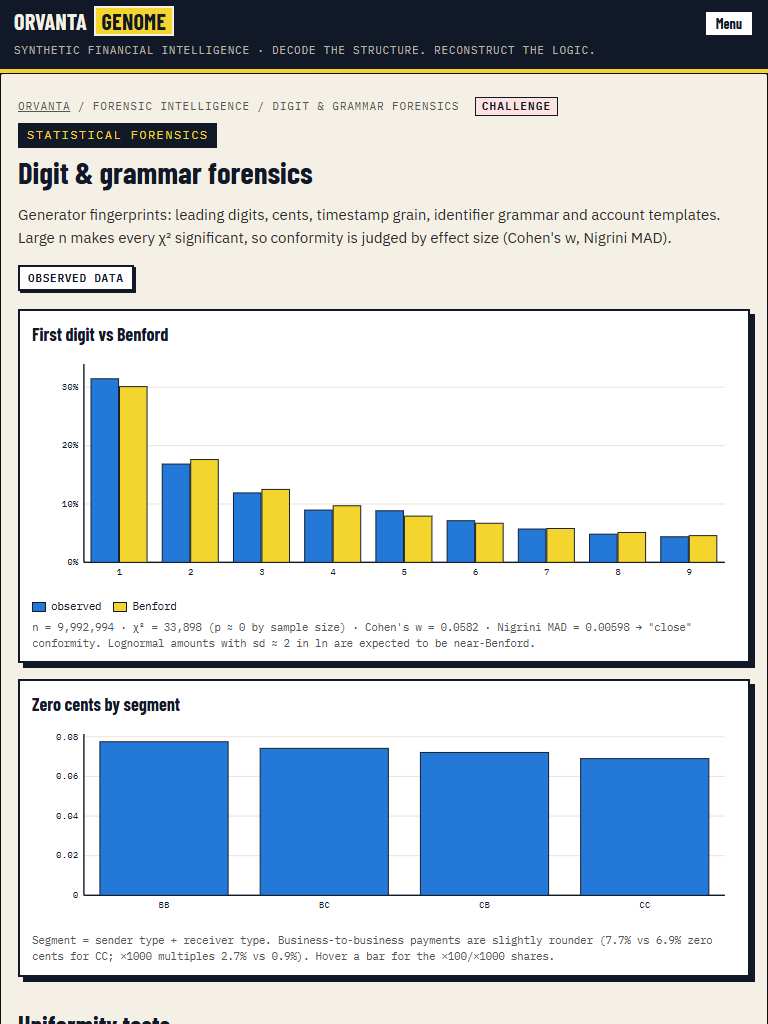 ORVANTA GENOME
Menu
SYNTHETIC FINANCIAL INTELLIGENCE · DECODE THE STRUCTURE. RECONSTRUCT THE LOGIC.
ORVANTA / FORENSIC INTELLIGENCE / DIGIT & GRAMMAR FORENSICS CHALLENGE
STATISTICAL FORENSICS
Digit & grammar forensics
Generator fingerprints: leading digits, cents, timestamp grain, identifier grammar and account templates.
Large n makes every χ² significant, so conformity is judged by effect size (Cohen's w, Nigrini MAD).
OBSERVED DATA
First digit vs Benford
30%
20%
10%
0%
1 2 3 4 5 6 7 8 9
observed Benford
n = 9,992,994 · χ² = 33,898 (p ≈ 0 by sample size) · Cohen's w = 0.0582 · Nigrini MAD = 0.00598 → "close"
conformity. Lognormal amounts with sd ≈ 2 in ln are expected to be near-Benford.
Zero cents by segment
0.08
0.06
0.04
0.02
0
BB BC CB CC
Segment = sender type + receiver type. Business-to-business payments are slightly rounder (7.7% vs 6.9% zero
cents for CC; ×1000 multiples 2.7% vs 0.9%). Hover a bar for the ×100/×1000 shares.
Uniformity tests